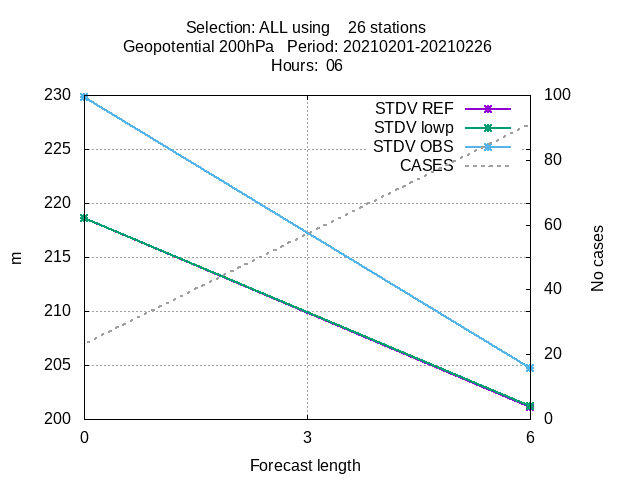 Selection: ALL using    26 stations
Geopotential 200hPa   Period: 20210201-20210226
Hours:  06
230
225
220
215
210
205
200
m
100
80
60
40
20
0
No cases
STDV REF
STDV lowp
STDV OBS
CASES
0 3 6
Forecast length